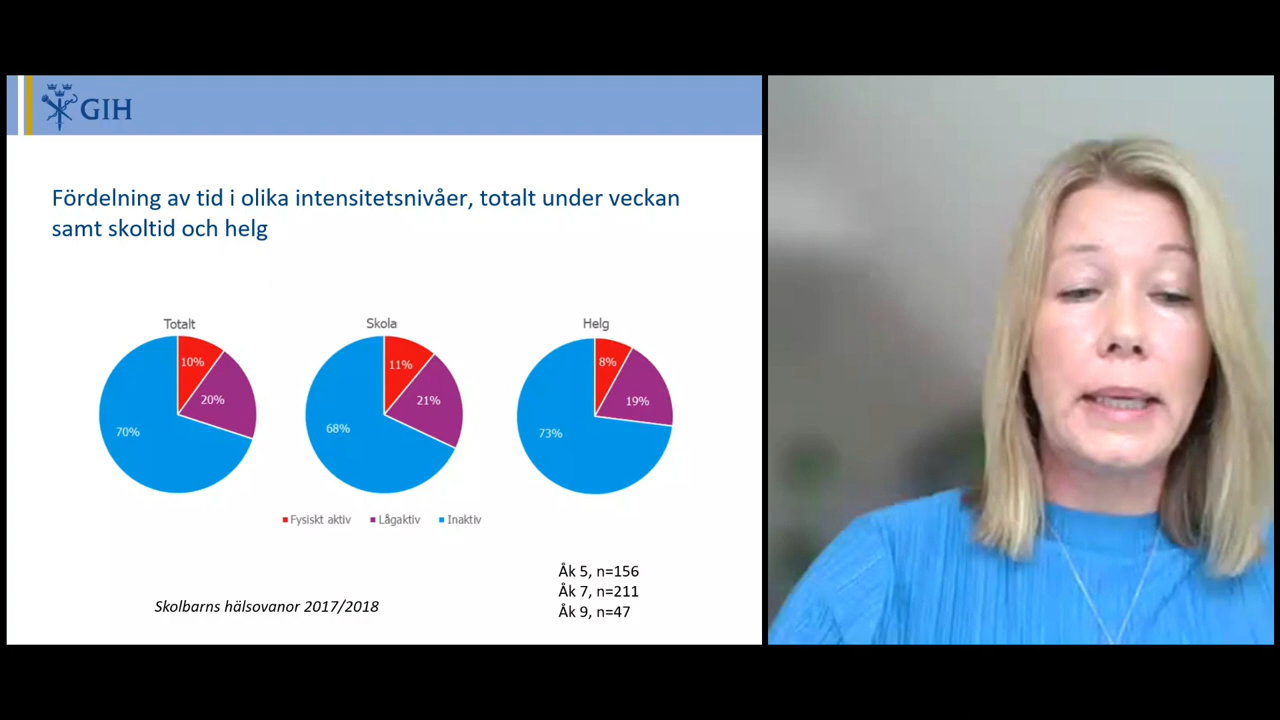 GIH
Fördelning av tid i olika intensitetsnivåer, totalt under veckan
samt skoltid och helg
Totalt
10%
20%
70%
Skola
11%
21%
68%
Helg
8%
19%
73%
Fysiskt aktiv
Lågaktiv
Inaktiv
Åk 5, n=156
Åk 7, n=211
Åk 9, n=47
Skolbarns hälsovanor 2017/2018